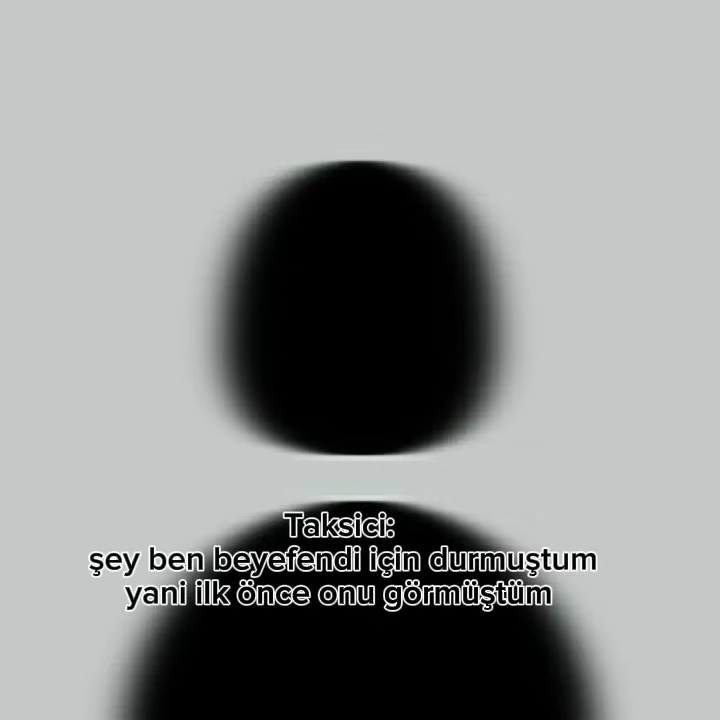 Taksici:
şey ben beyefendi için durmuştum
yani ilk önce onu görmüştüm